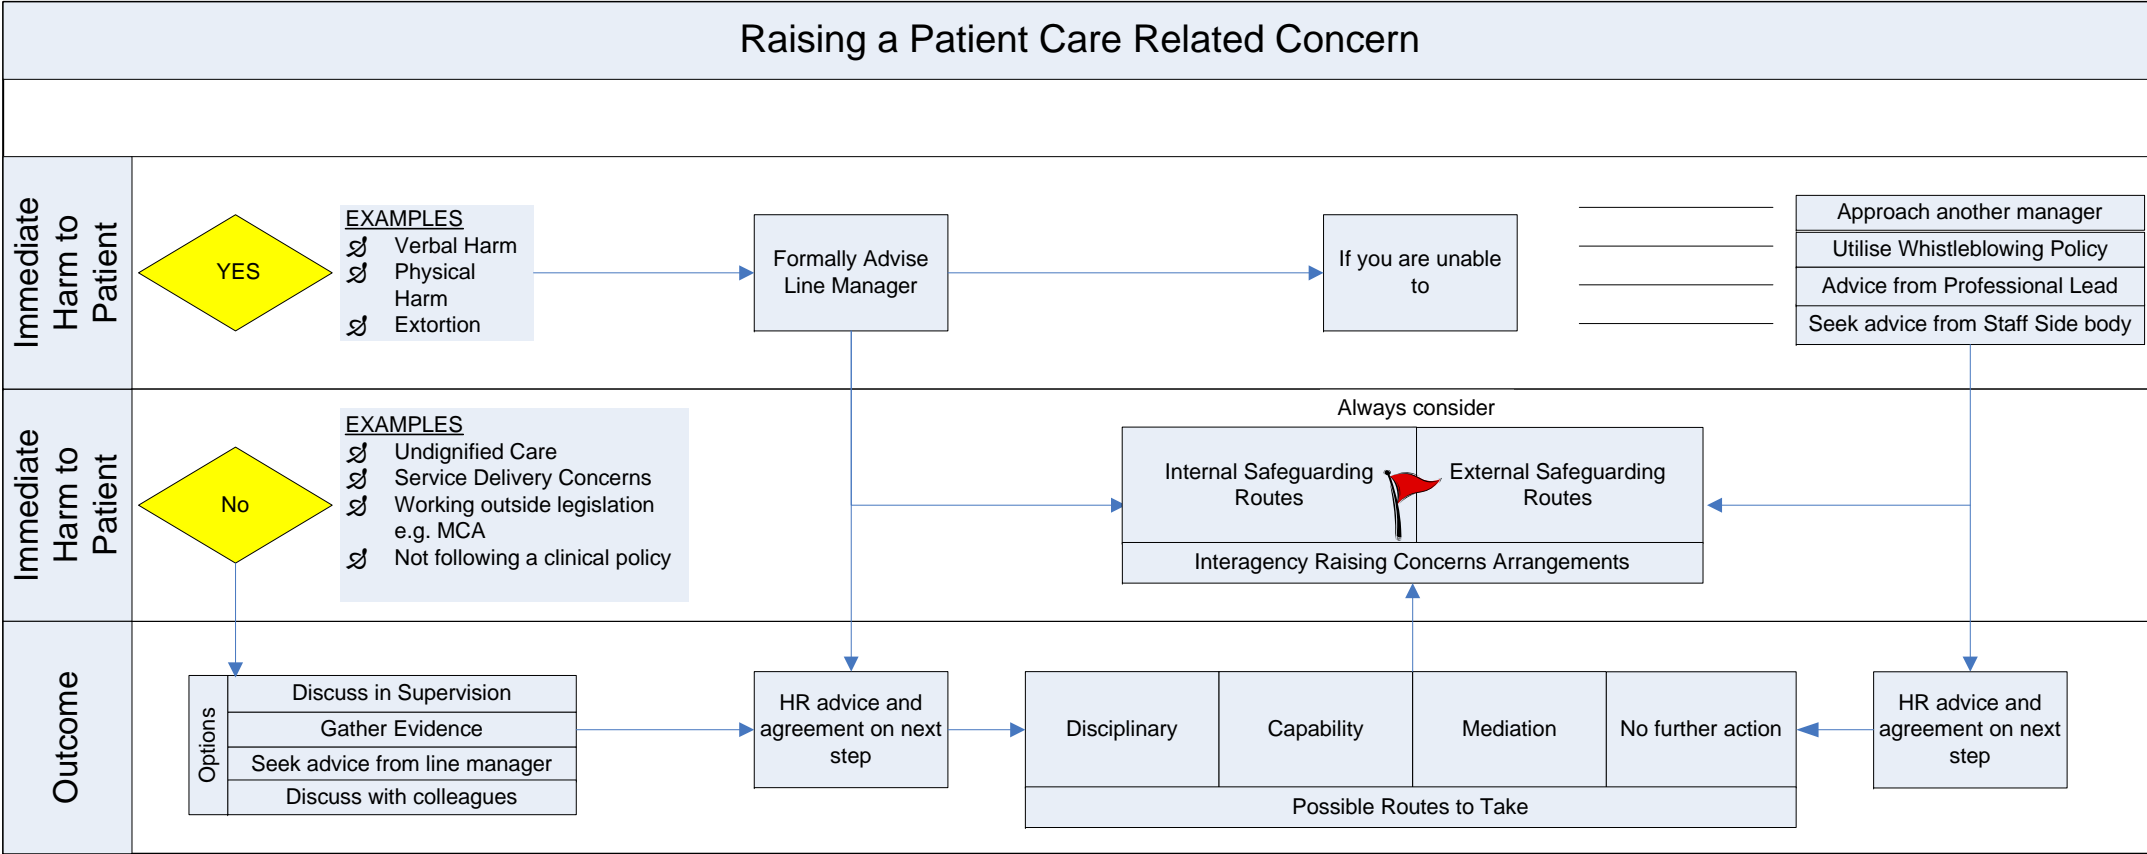 Raising a Patient Care Related Concern
Immediate
Harm to
Patient
YES
EXAMPLES
Verbal Harm
Physical
Harm
Extortion
Formally Advise
Line Manager
If you are unable
to
Approach another manager
Utilise Whistleblowing Policy
Advice from Professional Lead
Seek advice from Staff Side body
Immediate
Harm to
Patient
No
EXAMPLES
Undignified Care
Service Delivery Concerns
Working outside legislation
e.g. MCA
Not following a clinical policy
Always consider
Internal Safeguarding
Routes
External Safeguarding
Routes
Interagency Raising Concerns Arrangements
Outcome
Options
Discuss in Supervision
Gather Evidence
Seek advice from line manager
Discuss with colleagues
HR advice and
agreement on next
step
Disciplinary
Capability
Mediation
No further action
Possible Routes to Take
HR advice and
agreement on next
step